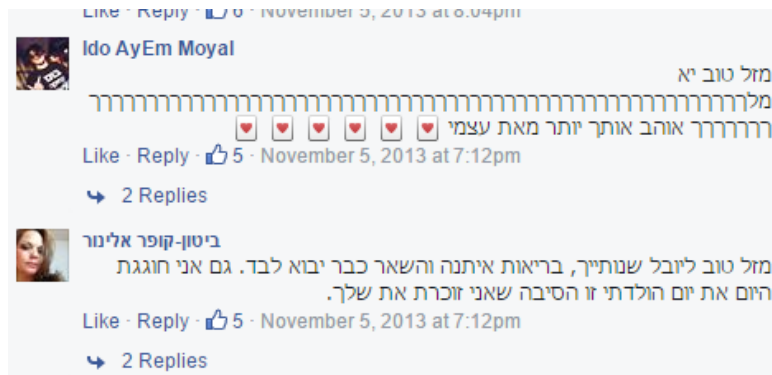 Like · Reply · 6 · November 5, 2013 at 8:04pm
Ido AyEm Moyal
מזל טוב יא
מלררררררררררררררררררררררררררררררררררררררררררררררררר
רררררררך אוהב אותך יותר מאת עצמי
Like · Reply · 5 · November 5, 2013 at 7:12pm
2 Replies
ביטון-קופר אלינור
מזל טוב ליובל שנותייך, בריאות איתנה והשאר כבר יבוא לבד. גם אני חוגגת
היום את יום הולדתי זו הסיבה שאני זוכרת את שלך.
Like · Reply · 5 · November 5, 2013 at 7:12pm
2 Replies